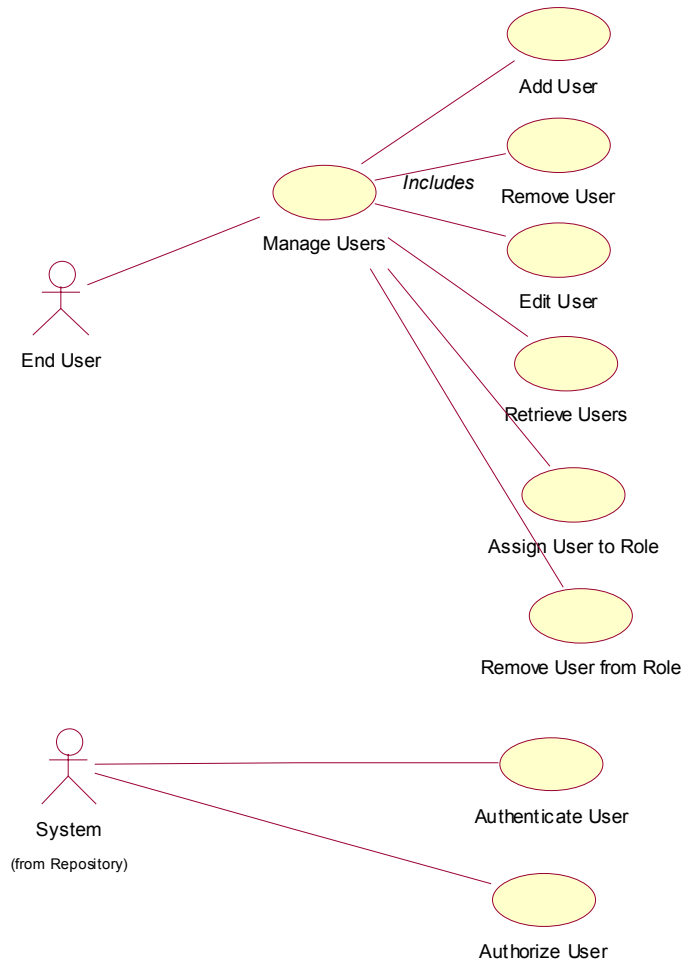 Add User
Includes
Remove User
Manage Users
Edit User
End User
Retrieve Users
Assign User to Role
Remove User from Role
Authenticate User
System
(from Repository)
Authorize User